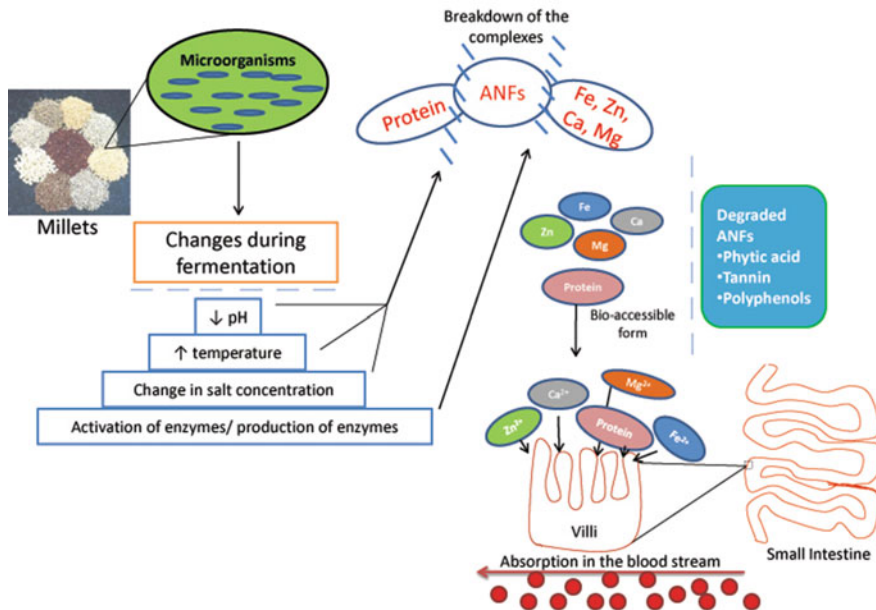 Breakdown of the
complexes
Microorganisms
Protein
ANFs
Fe, Zn,
Ca, Mg
Millets
Changes during
fermentation
↓ pH
↑ temperature
Change in salt concentration
Activation of enzymes/ production of enzymes
Fe
Zn
Ca
Mg
Protein
Bio-accessible
form
Degraded
ANFs
•Phytic acid
•Tannin
•Polyphenols
Zn²⁺
Ca²⁺
Mg²⁺
Protein
Fe²⁺
Villi
Small Intestine
Absorption in the blood stream